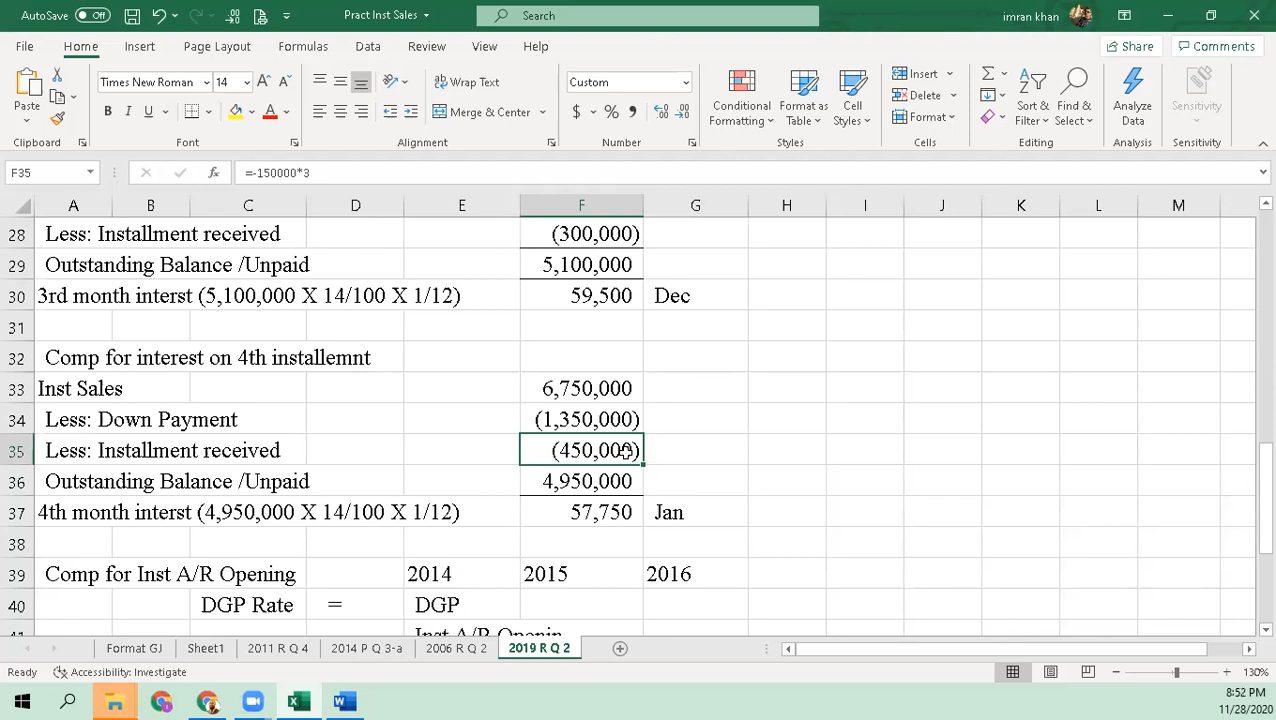 AutoSave Off Pract Inst Sales Search imran khan
File Home Insert Page Layout Formulas Data Review View Help Share Comments
Paste Times New Roman 14 Wrap Text Custom Insert
B I U A Merge & Center $ % Conditional Formatting Format as Table Cell Styles Delete Sort & Filter Find & Select Analyze Data Sensitivity
Format
Clipboard Font Alignment Number Styles Cells Editing Analysis Sensitivity
F35 fx =-150000*3
A B C D E F G H I J K L M
28 Less: Installment received (300,000)
29 Outstanding Balance /Unpaid 5,100,000
30 3rd month interst (5,100,000 X 14/100 X 1/12) 59,500 Dec
31
32 Comp for interest on 4th installemnt
33 Inst Sales 6,750,000
34 Less: Down Payment (1,350,000)
35 Less: Installment received (450,000)
36 Outstanding Balance /Unpaid 4,950,000
37 4th month interst (4,950,000 X 14/100 X 1/12) 57,750 Jan
38
39 Comp for Inst A/R Opening 2014 2015 2016
40 DGP Rate = DGP
41 Inst A/R Openin
Format GJ Sheet1 2011 R Q 4 2014 P Q 3-a 2006 R Q 2 2019 R Q 2
Ready Accessibility: Investigate 130%
8:52 PM
11/28/2020